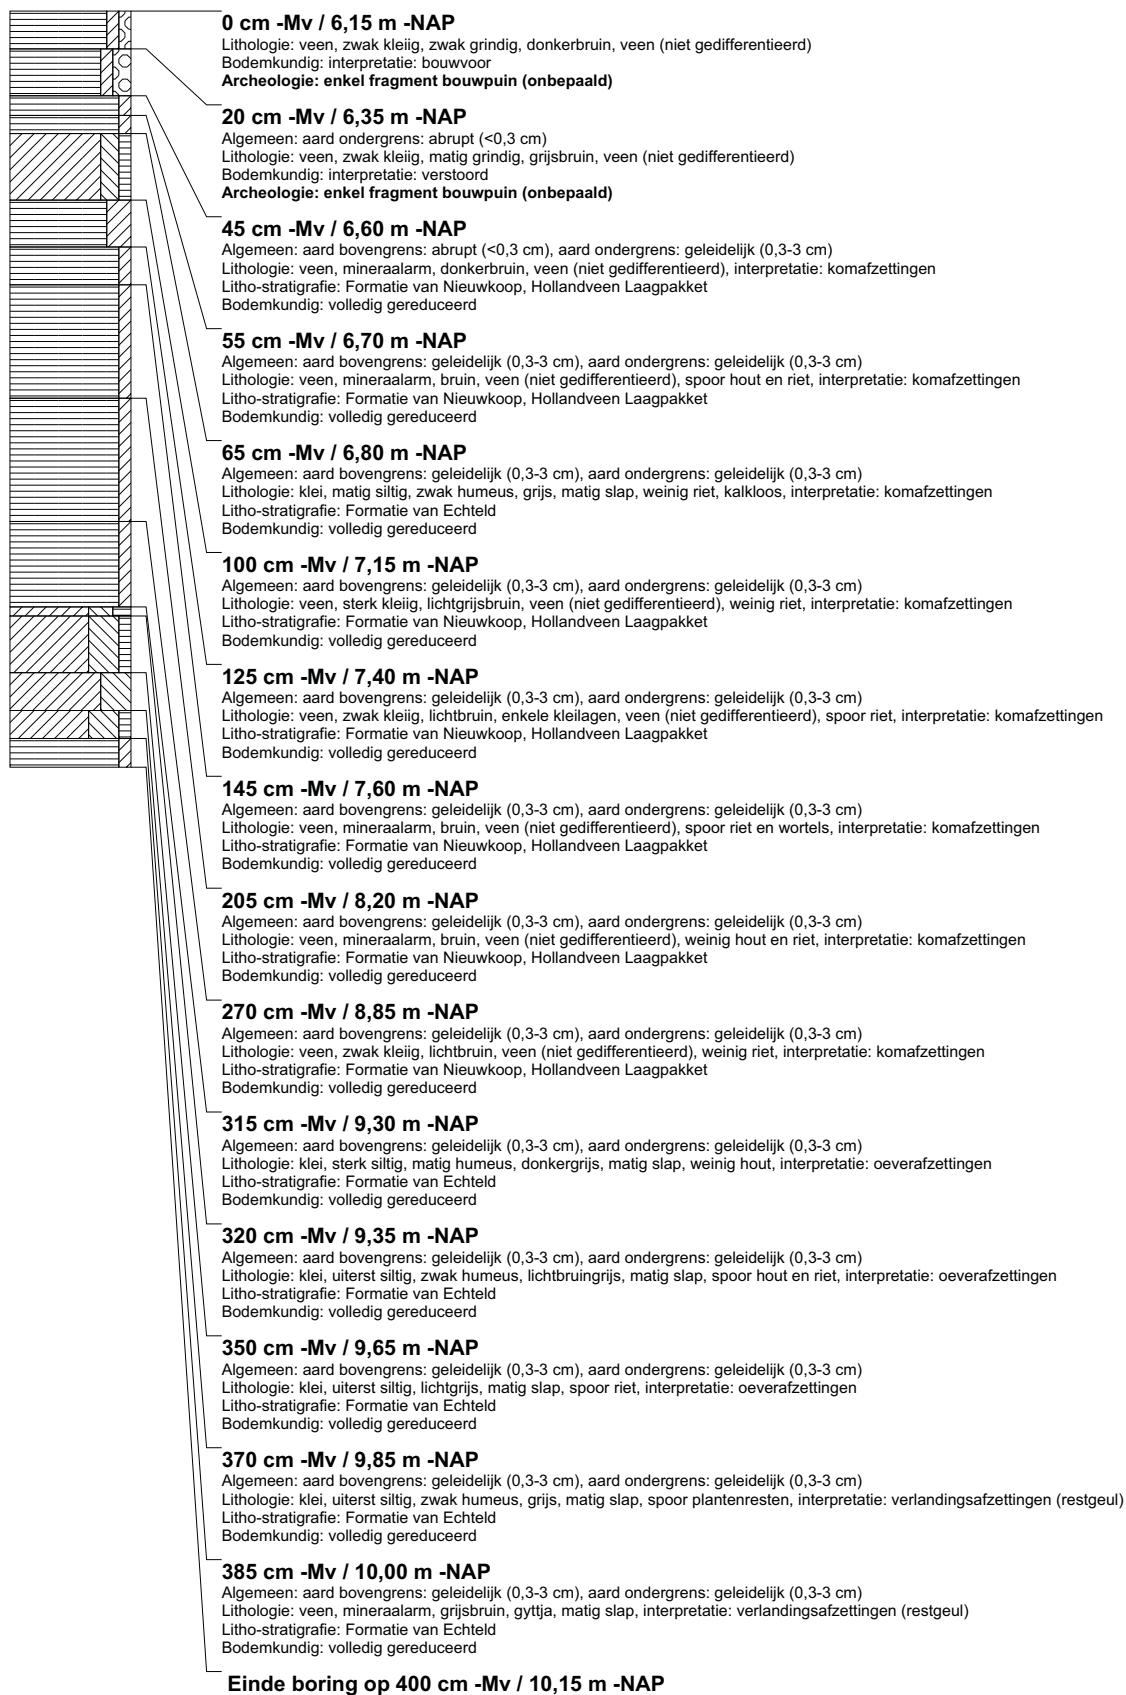 0 cm -Mv / 6,15 m -NAP
Lithologie: veen, zwak kleiig, zwak grindig, donkerbruin, veen (niet gedifferentieerd)
Bodemkundig: interpretatie: bouwvoor
Archeologie: enkel fragment bouwpuin (onbepaald)
20 cm -Mv / 6,35 m -NAP
Algemeen: aard ondergrens: abrupt (<0,3 cm)
Lithologie: veen, zwak kleiig, matig grindig, grijsbruin, veen (niet gedifferentieerd)
Bodemkundig: interpretatie: verstoord
Archeologie: enkel fragment bouwpuin (onbepaald)
45 cm -Mv / 6,60 m -NAP
Algemeen: aard bovengrens: abrupt (<0,3 cm), aard ondergrens: geleidelijk (0,3-3 cm)
Lithologie: veen, mineraalarm, donkerbruin, veen (niet gedifferentieerd), interpretatie: komafzettingen
Litho-stratigrafie: Formatie van Nieuwkoop, Hollandveen Laagpakket
Bodemkundig: volledig gereduceerd
55 cm -Mv / 6,70 m -NAP
Algemeen: aard bovengrens: geleidelijk (0,3-3 cm), aard ondergrens: geleidelijk (0,3-3 cm)
Lithologie: veen, mineraalarm, bruin, veen (niet gedifferentieerd), spoor hout en riet, interpretatie: komafzettingen
Litho-stratigrafie: Formatie van Nieuwkoop, Hollandveen Laagpakket
Bodemkundig: volledig gereduceerd
65 cm -Mv / 6,80 m -NAP
Algemeen: aard bovengrens: geleidelijk (0,3-3 cm), aard ondergrens: geleidelijk (0,3-3 cm)
Lithologie: klei, matig siltig, zwak humeus, grijs, matig slap, weinig riet, kalkloos, interpretatie: komafzettingen
Litho-stratigrafie: Formatie van Echteld
Bodemkundig: volledig gereduceerd
100 cm -Mv / 7,15 m -NAP
Algemeen: aard bovengrens: geleidelijk (0,3-3 cm), aard ondergrens: geleidelijk (0,3-3 cm)
Lithologie: veen, sterk kleiig, lichtgrijsbruin, veen (niet gedifferentieerd), weinig riet, interpretatie: komafzettingen
Litho-stratigrafie: Formatie van Nieuwkoop, Hollandveen Laagpakket
Bodemkundig: volledig gereduceerd
125 cm -Mv / 7,40 m -NAP
Algemeen: aard bovengrens: geleidelijk (0,3-3 cm), aard ondergrens: geleidelijk (0,3-3 cm)
Lithologie: veen, zwak kleiig, lichtbruin, enkele kleilagen, veen (niet gedifferentieerd), spoor riet, interpretatie: komafzettingen
Litho-stratigrafie: Formatie van Nieuwkoop, Hollandveen Laagpakket
Bodemkundig: volledig gereduceerd
145 cm -Mv / 7,60 m -NAP
Algemeen: aard bovengrens: geleidelijk (0,3-3 cm), aard ondergrens: geleidelijk (0,3-3 cm)
Lithologie: veen, mineraalarm, bruin, veen (niet gedifferentieerd), spoor riet en wortels, interpretatie: komafzettingen
Litho-stratigrafie: Formatie van Nieuwkoop, Hollandveen Laagpakket
Bodemkundig: volledig gereduceerd
205 cm -Mv / 8,20 m -NAP
Algemeen: aard bovengrens: geleidelijk (0,3-3 cm), aard ondergrens: geleidelijk (0,3-3 cm)
Lithologie: veen, mineraalarm, bruin, veen (niet gedifferentieerd), weinig hout en riet, interpretatie: komafzettingen
Litho-stratigrafie: Formatie van Nieuwkoop, Hollandveen Laagpakket
Bodemkundig: volledig gereduceerd
270 cm -Mv / 8,85 m -NAP
Algemeen: aard bovengrens: geleidelijk (0,3-3 cm), aard ondergrens: geleidelijk (0,3-3 cm)
Lithologie: veen, zwak kleiig, lichtbruin, veen (niet gedifferentieerd), weinig riet, interpretatie: komafzettingen
Litho-stratigrafie: Formatie van Nieuwkoop, Hollandveen Laagpakket
Bodemkundig: volledig gereduceerd
315 cm -Mv / 9,30 m -NAP
Algemeen: aard bovengrens: geleidelijk (0,3-3 cm), aard ondergrens: geleidelijk (0,3-3 cm)
Lithologie: klei, sterk siltig, matig humeus, donkergrijs, matig slap, weinig hout, interpretatie: oeverafzettingen
Litho-stratigrafie: Formatie van Echteld
Bodemkundig: volledig gereduceerd
320 cm -Mv / 9,35 m -NAP
Algemeen: aard bovengrens: geleidelijk (0,3-3 cm), aard ondergrens: geleidelijk (0,3-3 cm)
Lithologie: klei, uiterst siltig, zwak humeus, lichtbruingrijs, matig slap, spoor hout en riet, interpretatie: oeverafzettingen
Litho-stratigrafie: Formatie van Echteld
Bodemkundig: volledig gereduceerd
350 cm -Mv / 9,65 m -NAP
Algemeen: aard bovengrens: geleidelijk (0,3-3 cm), aard ondergrens: geleidelijk (0,3-3 cm)
Lithologie: klei, uiterst siltig, lichtgrijs, matig slap, spoor riet, interpretatie: oeverafzettingen
Litho-stratigrafie: Formatie van Echteld
Bodemkundig: volledig gereduceerd
370 cm -Mv / 9,85 m -NAP
Algemeen: aard bovengrens: geleidelijk (0,3-3 cm), aard ondergrens: geleidelijk (0,3-3 cm)
Lithologie: klei, uiterst siltig, zwak humeus, grijs, matig slap, spoor plantenresten, interpretatie: verlandingsafzettingen (restgeul)
Litho-stratigrafie: Formatie van Echteld
Bodemkundig: volledig gereduceerd
385 cm -Mv / 10,00 m -NAP
Algemeen: aard bovengrens: geleidelijk (0,3-3 cm), aard ondergrens: geleidelijk (0,3-3 cm)
Lithologie: veen, mineraalarm, grijsbruin, gyttja, matig slap, interpretatie: verlandingsafzettingen (restgeul)
Litho-stratigrafie: Formatie van Echteld
Bodemkundig: volledig gereduceerd
Einde boring op 400 cm -Mv / 10,15 m -NAP